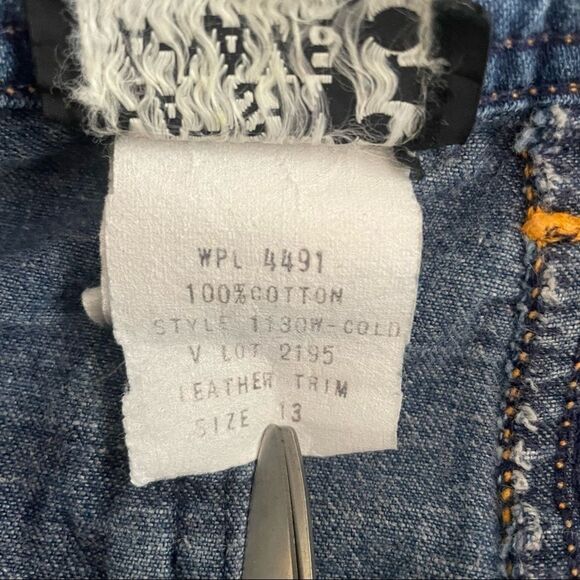 WPL 4491
100%COTTON
STYLE 1130W-COLD
V LOT 2195
LEATHER TRIM
SIZE 13